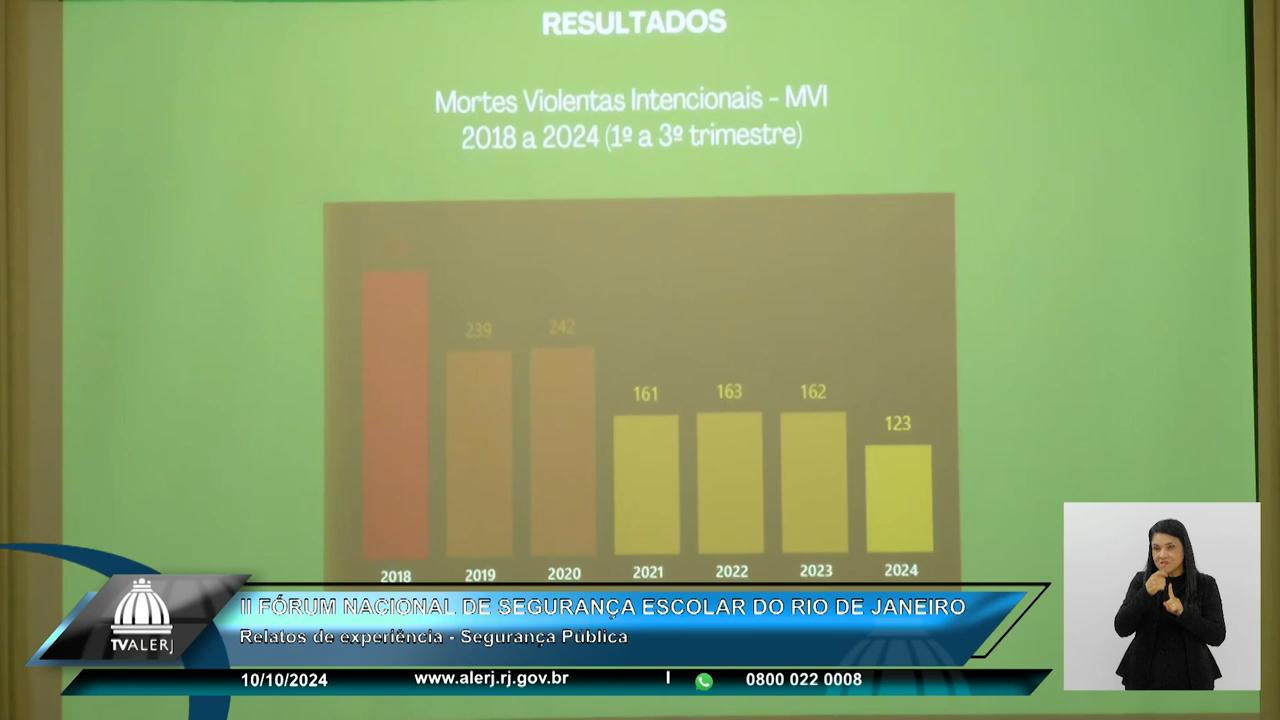 RESULTADOS
Mortes Violentas Intencionais - MVI
2018 a 2024 (1º a 3º trimestre)
239
242
161
163
162
123
2018
2019
2020
2021
2022
2023
2024
II FÓRUM NACIONAL DE SEGURANÇA ESCOLAR DO RIO DE JANEIRO
Relatos de experiência - Segurança Pública
TVALERJ
10/10/2024 www.alerj.rj.gov.br | 0800 022 0008